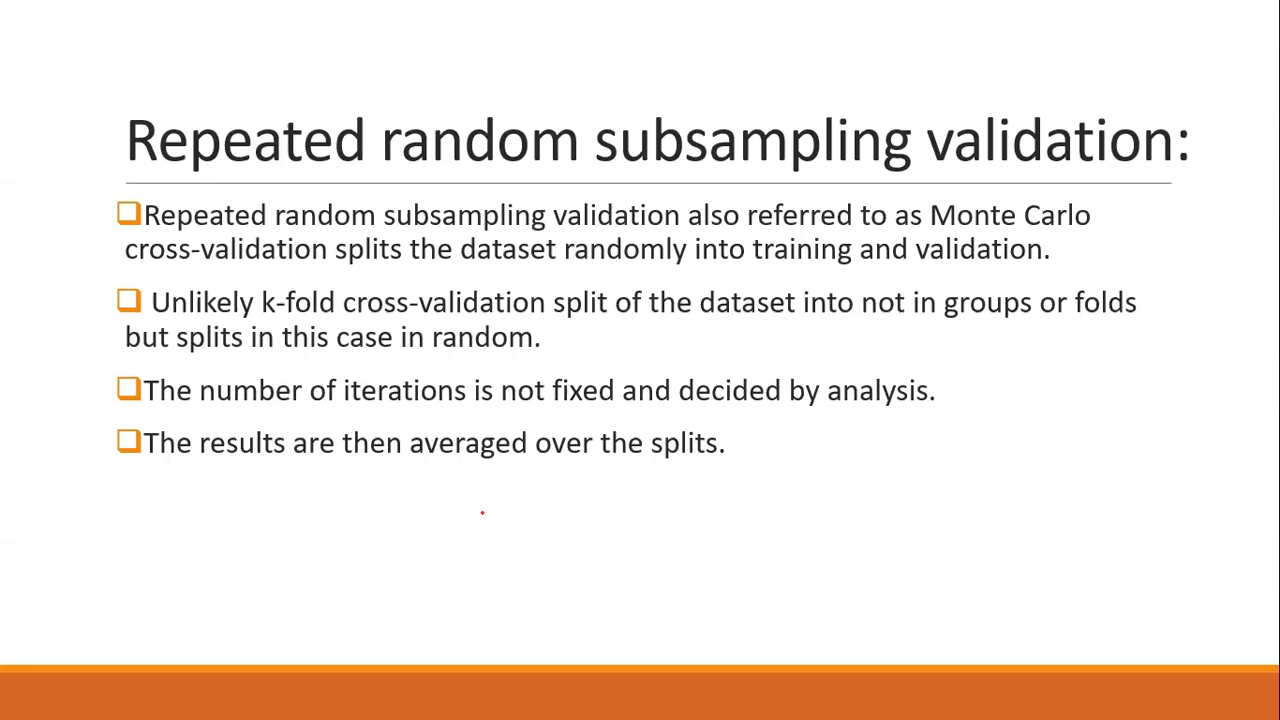 Repeated random subsampling validation:
Repeated random subsampling validation also referred to as Monte Carlo
cross-validation splits the dataset randomly into training and validation.
Unlikely k-fold cross-validation split of the dataset into not in groups or folds
but splits in this case in random.
The number of iterations is not fixed and decided by analysis.
The results are then averaged over the splits.